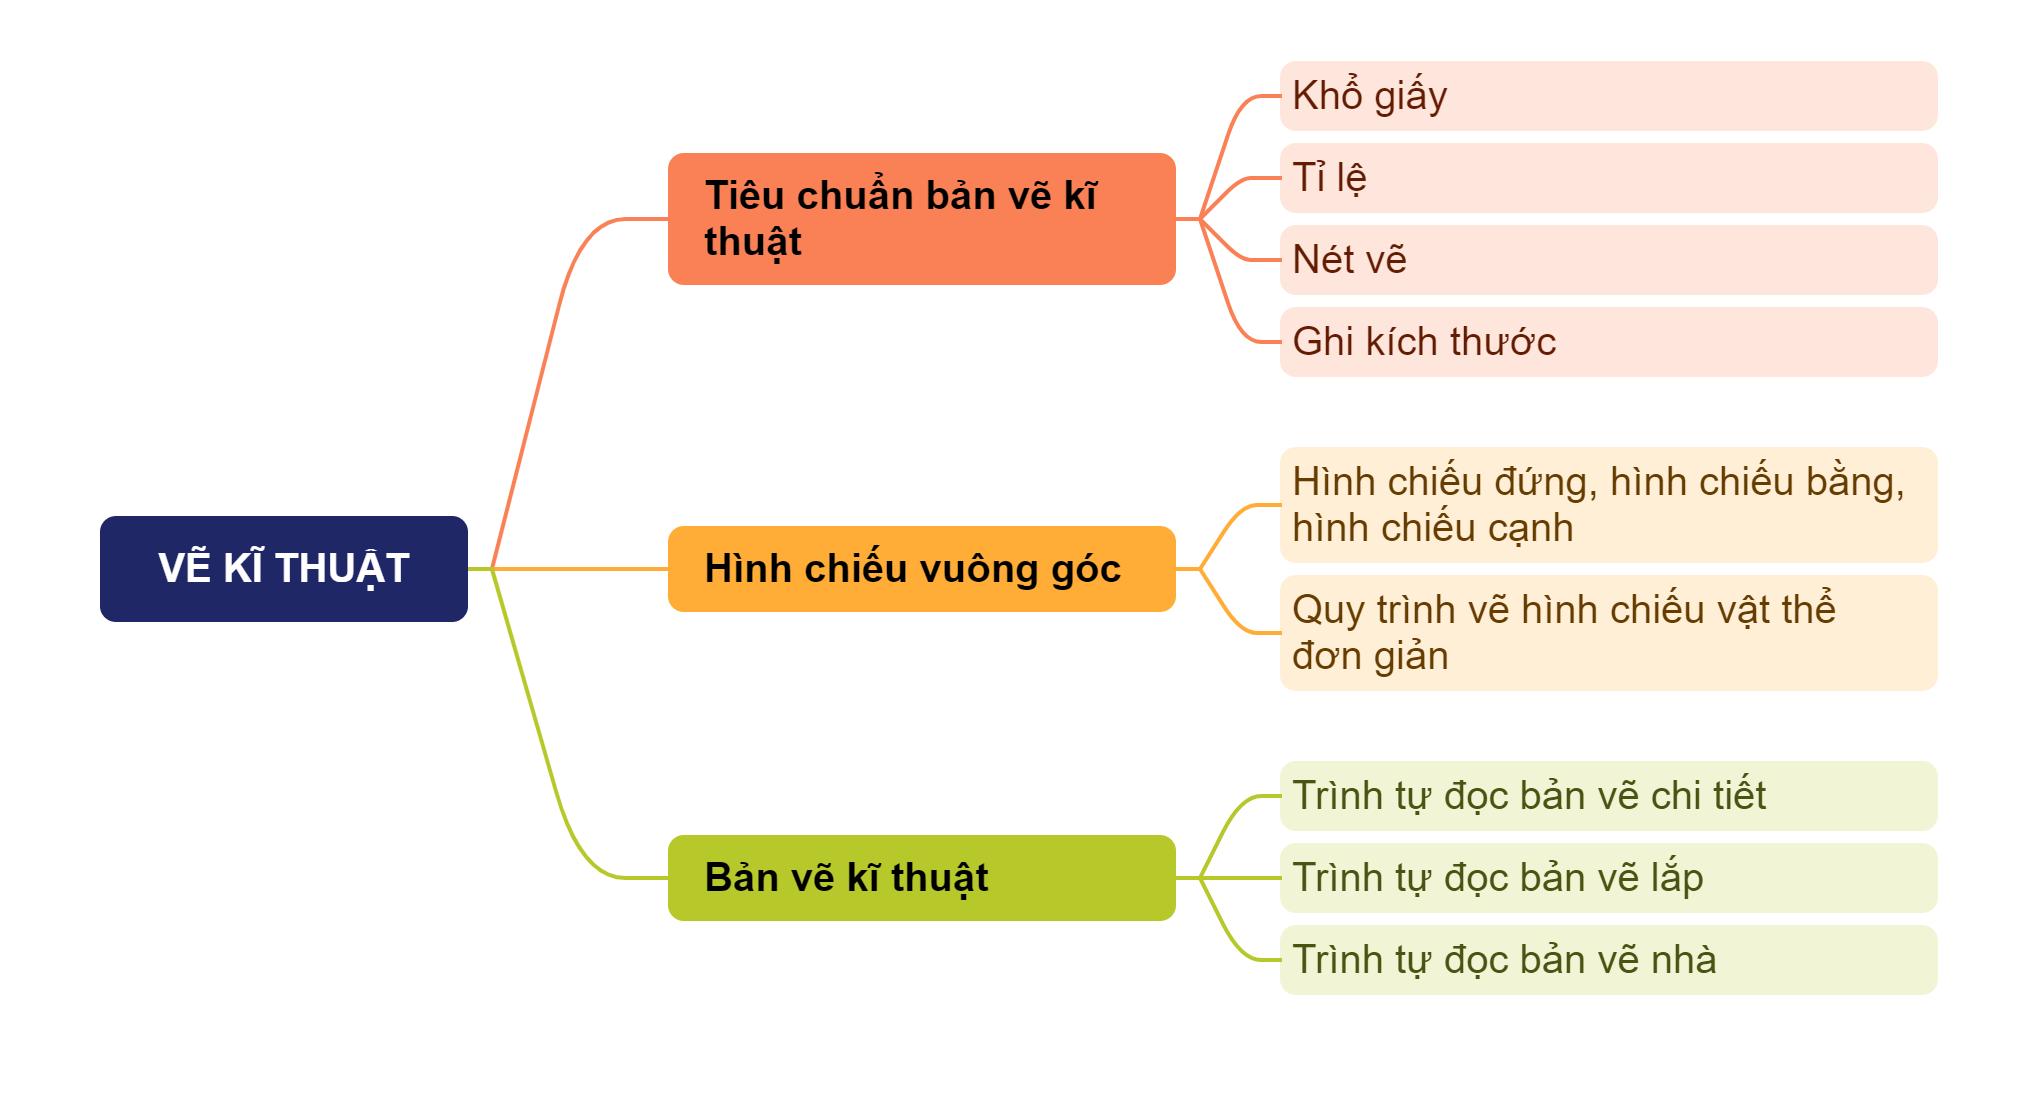 VẼ KĨ THUẬT
Tiêu chuẩn bản vẽ kĩ
thuật
Khổ giấy
Tỉ lệ
Nét vẽ
Ghi kích thước
Hình chiếu vuông góc
Hình chiếu đứng, hình chiếu bằng,
hình chiếu cạnh
Quy trình vẽ hình chiếu vật thể
đơn giản
Bản vẽ kĩ thuật
Trình tự đọc bản vẽ chi tiết
Trình tự đọc bản vẽ lắp
Trình tự đọc bản vẽ nhà